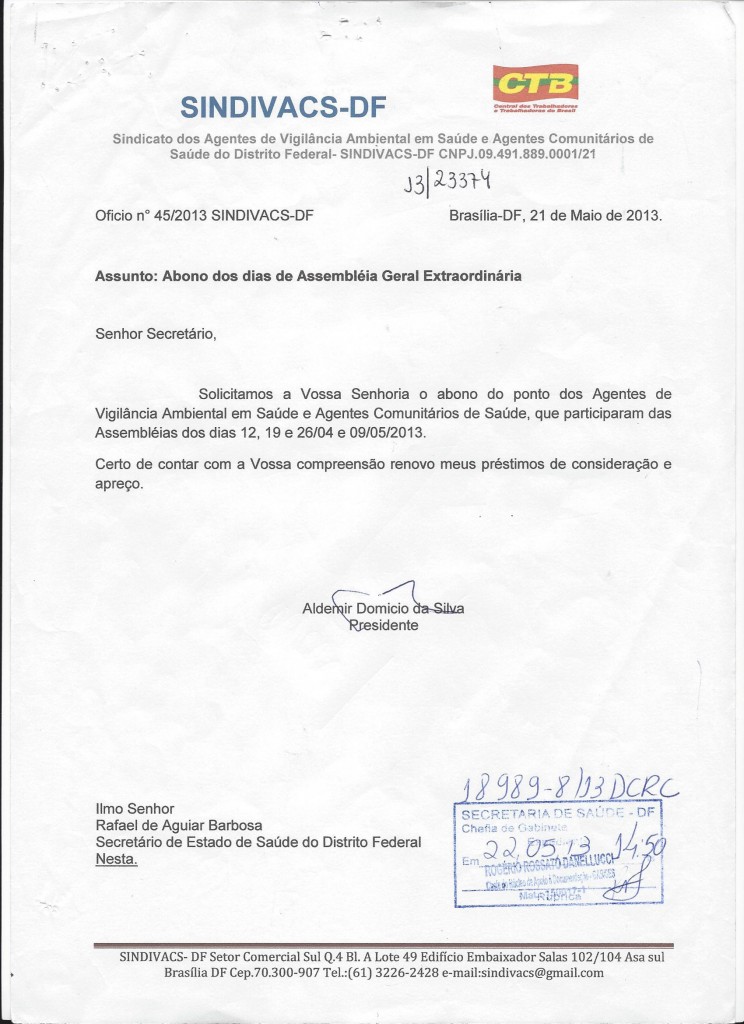 SINDIVACS-DF
CTB
Central dos Trabalhadores
e Trabalhadoras do Brasil
Sindicato dos Agentes de Vigilância Ambiental em Saúde e Agentes Comunitários de
Saúde do Distrito Federal- SINDIVACS-DF CNPJ.09.491.889.0001/21
13/23374
Oficio n° 45/2013 SINDIVACS-DF Brasília-DF, 21 de Maio de 2013.
Assunto: Abono dos dias de Assembléia Geral Extraordinária
Senhor Secretário,
Solicitamos a Vossa Senhoria o abono do ponto dos Agentes de
Vigilância Ambiental em Saúde e Agentes Comunitários de Saúde, que participaram das
Assembléias dos dias 12, 19 e 26/04 e 09/05/2013.
Certo de contar com a Vossa compreensão renovo meus préstimos de consideração e
apreço.
Aldemir Domicio da Silva
Presidente
18989-8/13 DCRC
SECRETARIA DE SAÚDE - DF
Chefia de Gabinete
Em 22.05.13 14:50
ROGÉRIO ROSSATO DANELLUCCI
Rubrica
Ilmo Senhor
Rafael de Aguiar Barbosa
Secretário de Estado de Saúde do Distrito Federal
Nesta.
SINDIVACS- DF Setor Comercial Sul Q.4 Bl. A Lote 49 Edifício Embaixador Salas 102/104 Asa sul
Brasília DF Cep.70.300-907 Tel.:(61) 3226-2428 e-mail:sindivacs@gmail.com